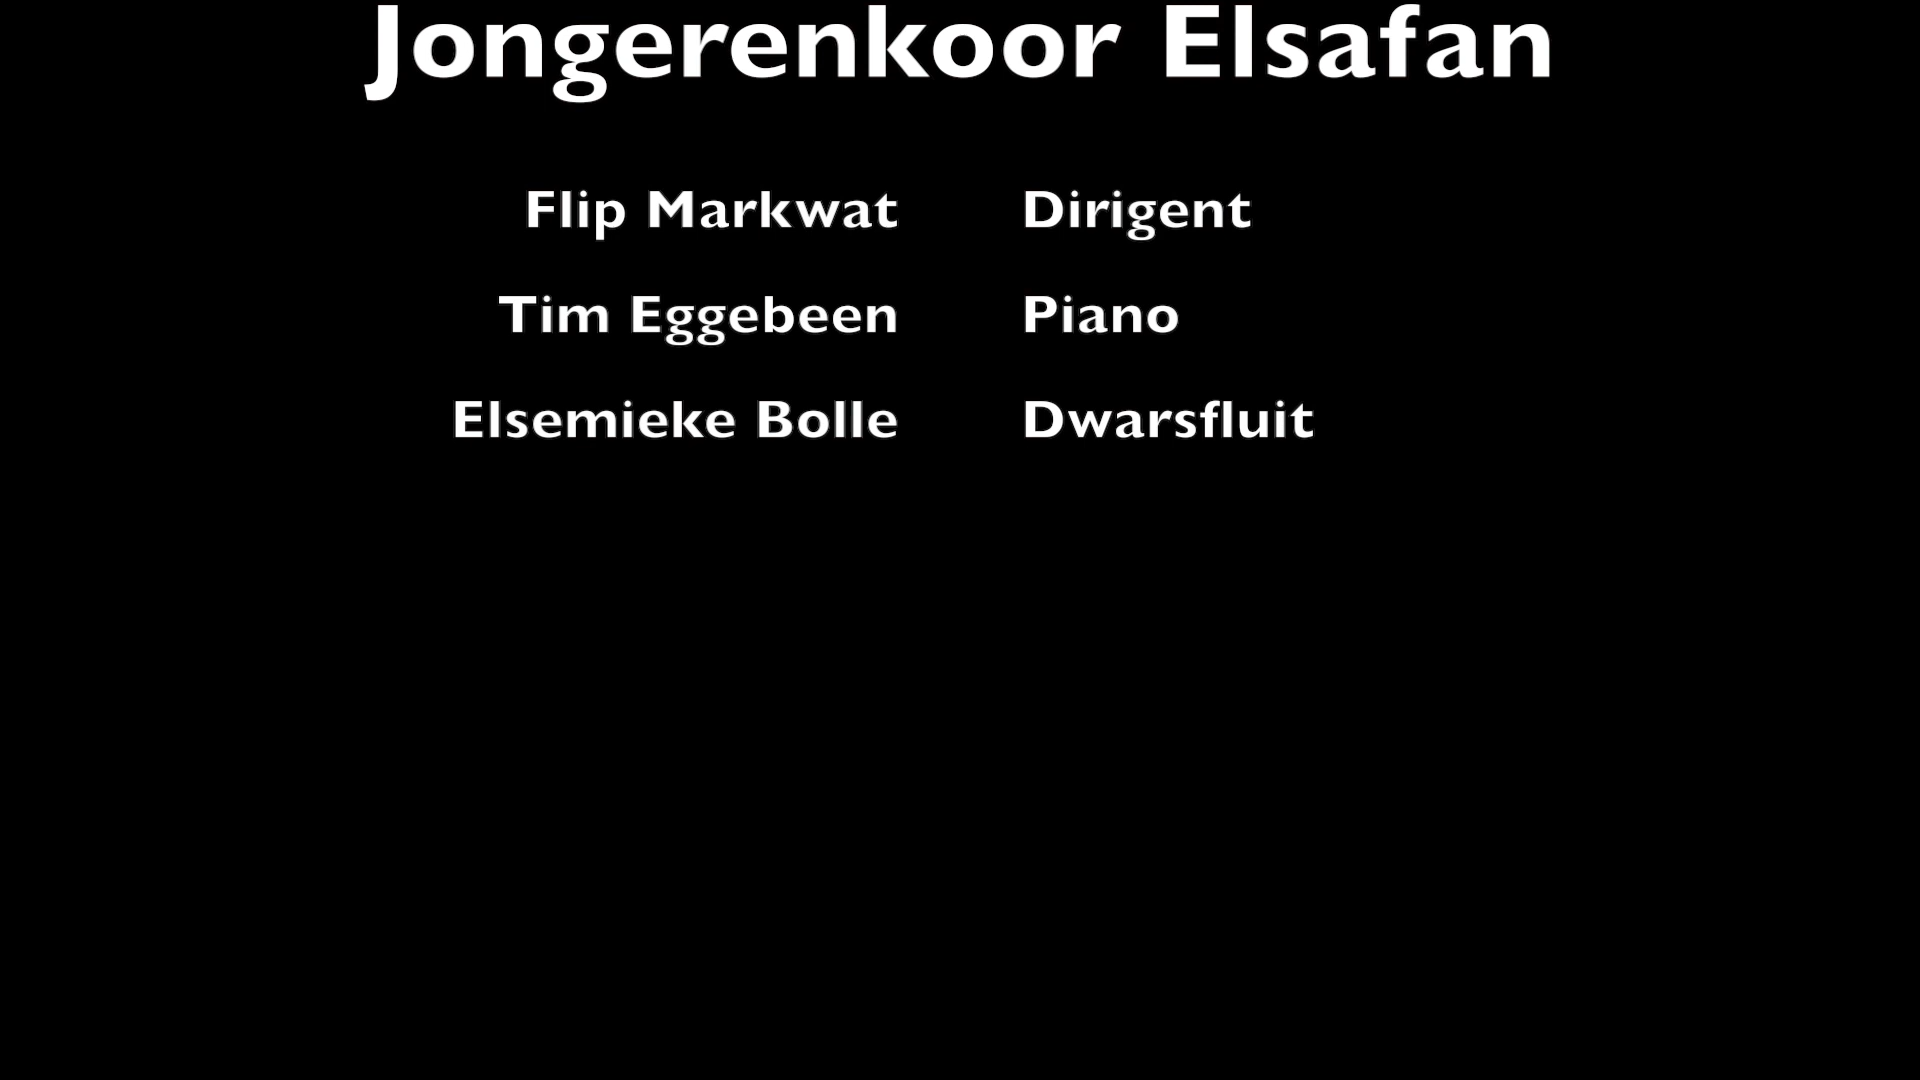 Jongerenkoor Elsafan
Flip Markwat Dirigent
Tim Eggebeen Piano
Elsemieke Bolle Dwarsfluit